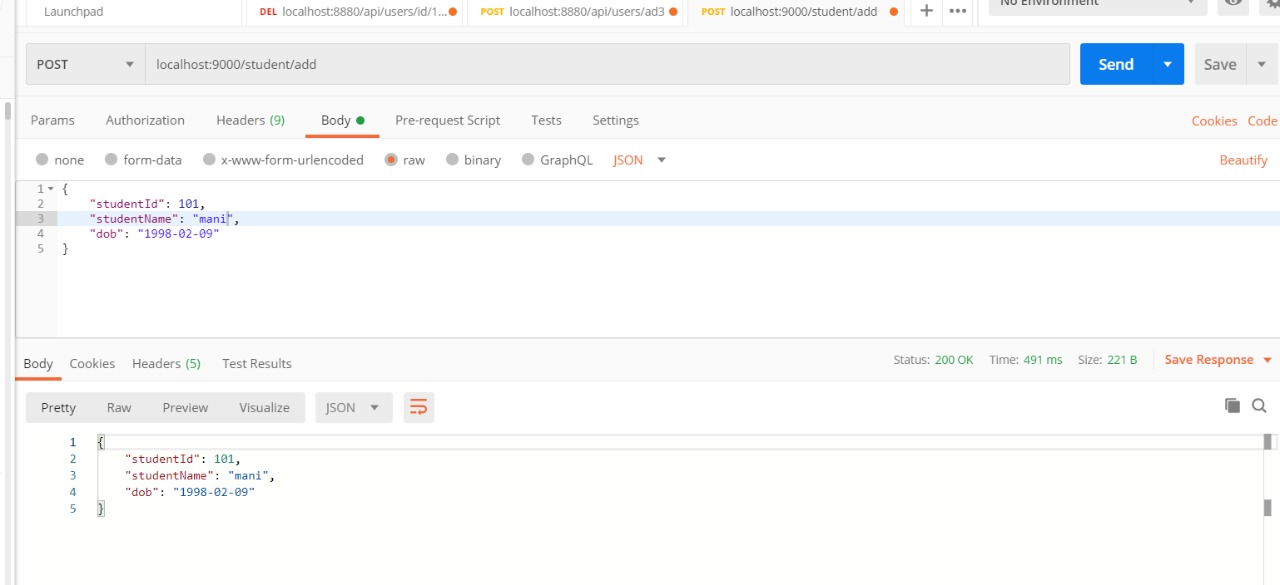 Launchpad
DEL localhost:8880/api/users/id/1...
POST localhost:8880/api/users/ad3
POST localhost:9000/student/add
+ •••
No Environment
POST localhost:9000/student/add Send Save
Params Authorization Headers (9) Body Pre-request Script Tests Settings Cookies Code
none form-data x-www-form-urlencoded raw binary GraphQL JSON Beautify
1 {
2 "studentId": 101,
3 "studentName": "mani",
4 "dob": "1998-02-09"
5 }
Body Cookies Headers (5) Test Results Status: 200 OK Time: 491 ms Size: 221 B Save Response
Pretty Raw Preview Visualize JSON
1 {
2 "studentId": 101,
3 "studentName": "mani",
4 "dob": "1998-02-09"
5 }